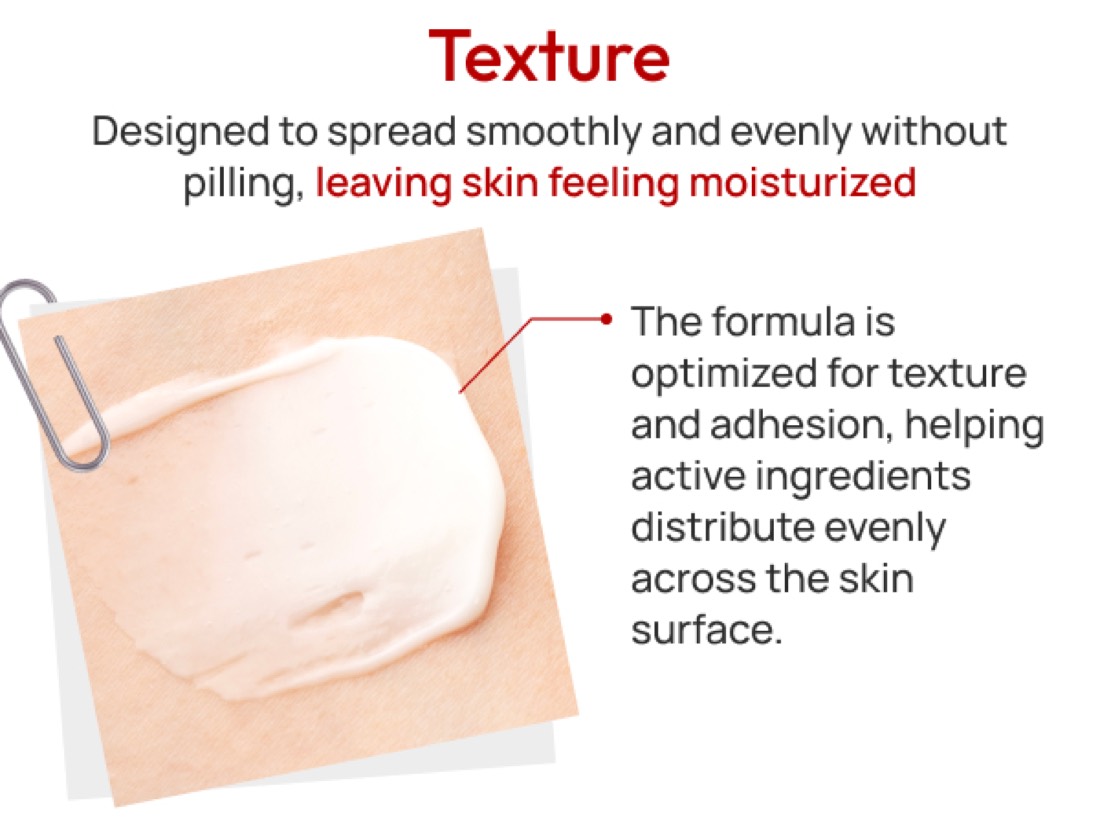 Texture
Designed to spread smoothly and evenly without
pilling, leaving skin feeling moisturized
The formula is
optimized for texture
and adhesion, helping
active ingredients
distribute evenly
across the skin
surface.